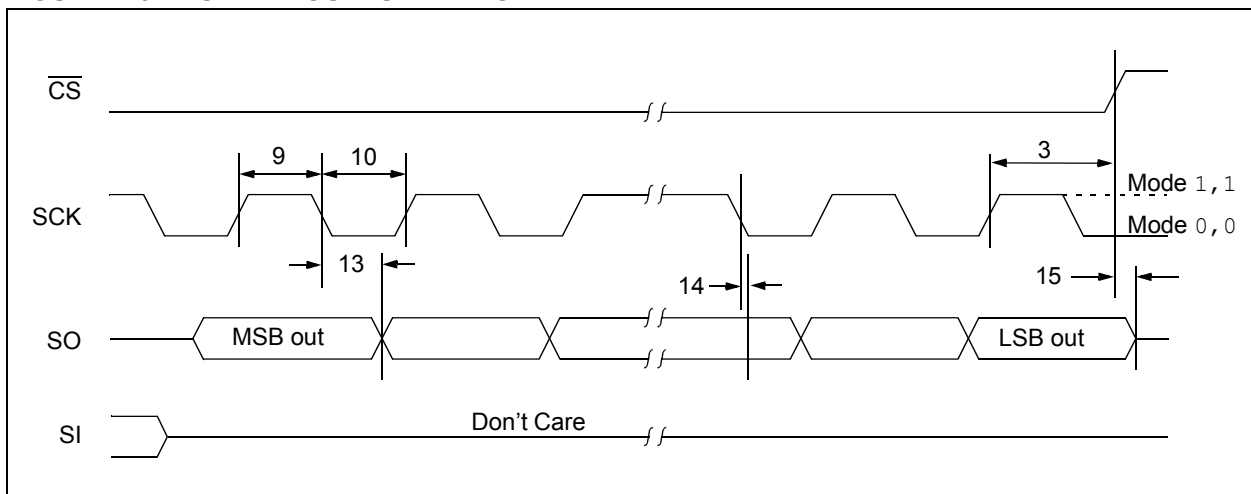 CS
9
10
3
Mode 1,1
SCK
Mode 0,0
13
14
15
SO
MSB out
LSB out
Don't Care
SI